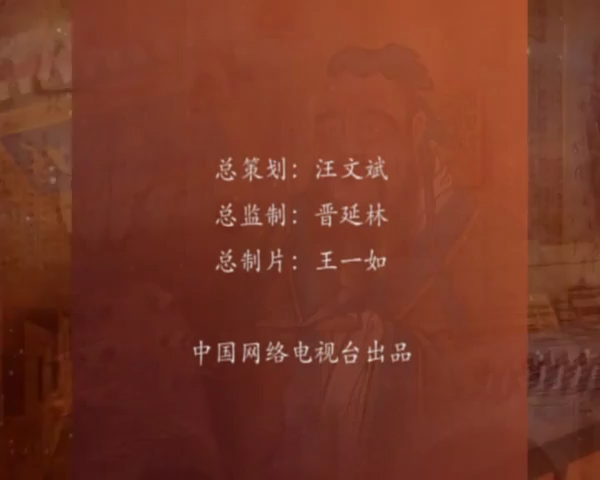 总策划：汪文斌
总监制：晋延林
总制片：王一如
中国网络电视台出品